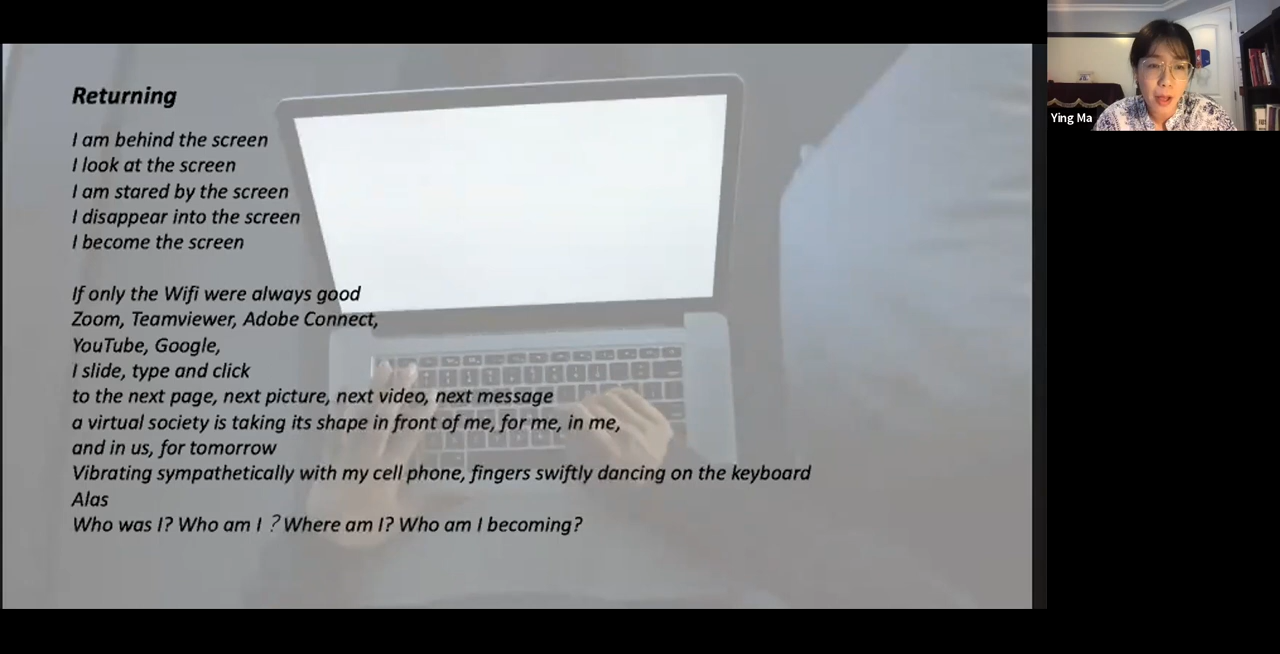 Returning
I am behind the screen
I look at the screen
I am stared by the screen
I disappear into the screen
I become the screen
If only the Wifi were always good
Zoom, Teamviewer, Adobe Connect,
YouTube, Google,
I slide, type and click
to the next page, next picture, next video, next message
a virtual society is taking its shape in front of me, for me, in me,
and in us, for tomorrow
Vibrating sympathetically with my cell phone, fingers swiftly dancing on the keyboard
Alas
Who was I? Who am I ？Where am I? Who am I becoming?
Ying Ma